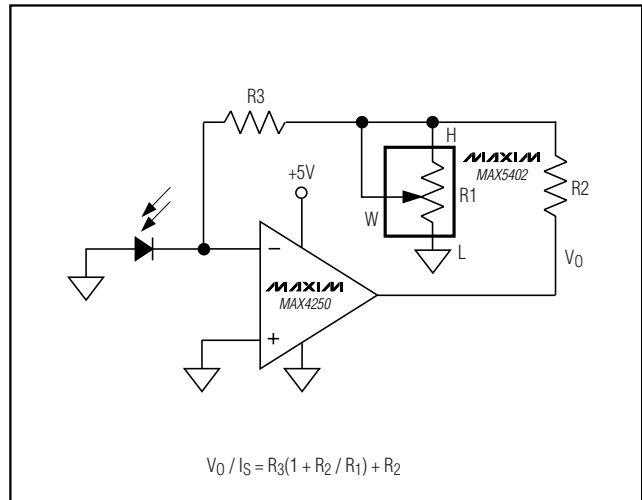 R3
H
MAXIM
MAX5402
+5V
R1
R2
W
L
V₀
−
MAXIM
MAX4250
+
V₀ / Iₛ = R₃(1 + R₂ / R₁) + R₂